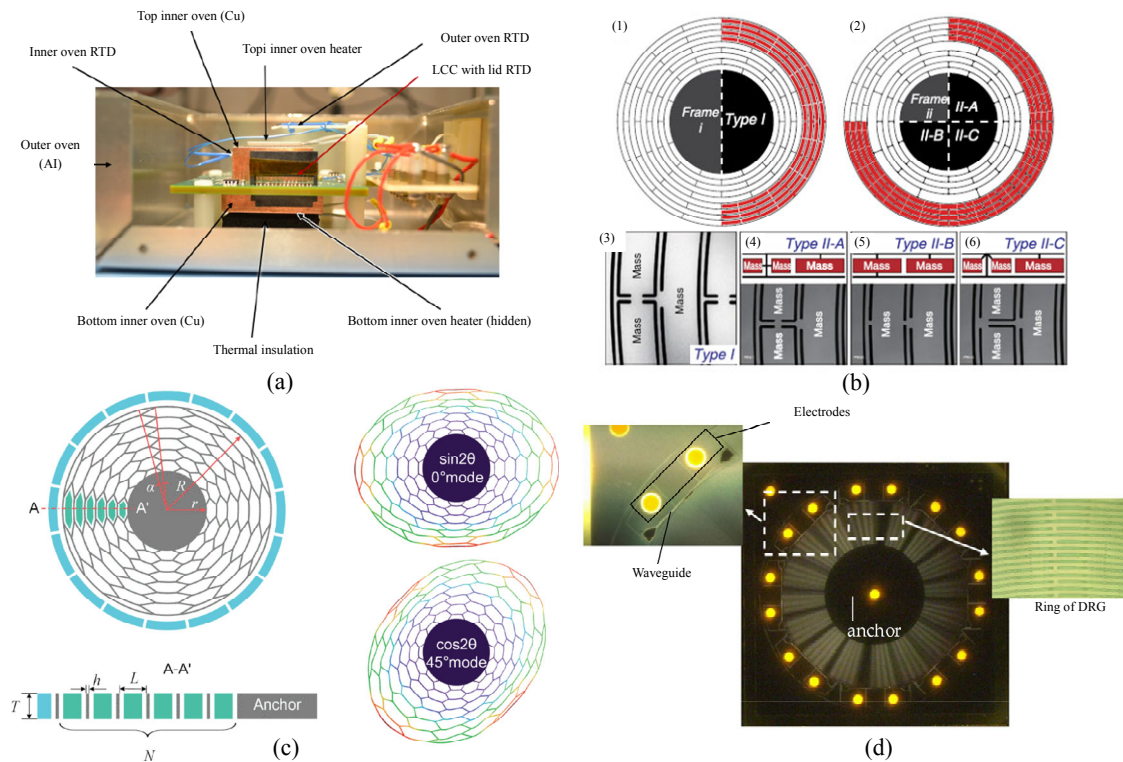 Top inner oven (Cu)
Inner oven RTD
Topi inner oven heater
Outer oven RTD
LCC with lid RTD
Outer oven
(AI)
Bottom inner oven (Cu)
Bottom inner oven heater (hidden)
Thermal insulation
(a)
(1)
Frame
i
Type I
(2)
Frame
ii
II-A
II-B
II-C
(3)
Mass
Mass
Mass
Type I
(4)
Type II-A
Mass
Mass
Mass
Mass
Mass
Mass
(5)
Type II-B
Mass
Mass
Mass
Mass
Mass
(6)
Type II-C
Mass
Mass
Mass
Mass
Mass
(b)
A
A'
α
R
r
sin2θ
0°mode
cos2θ
45°mode
A-A'
T
h
L
Anchor
N
(c)
Electrodes
Waveguide
anchor
Ring of DRG
(d)